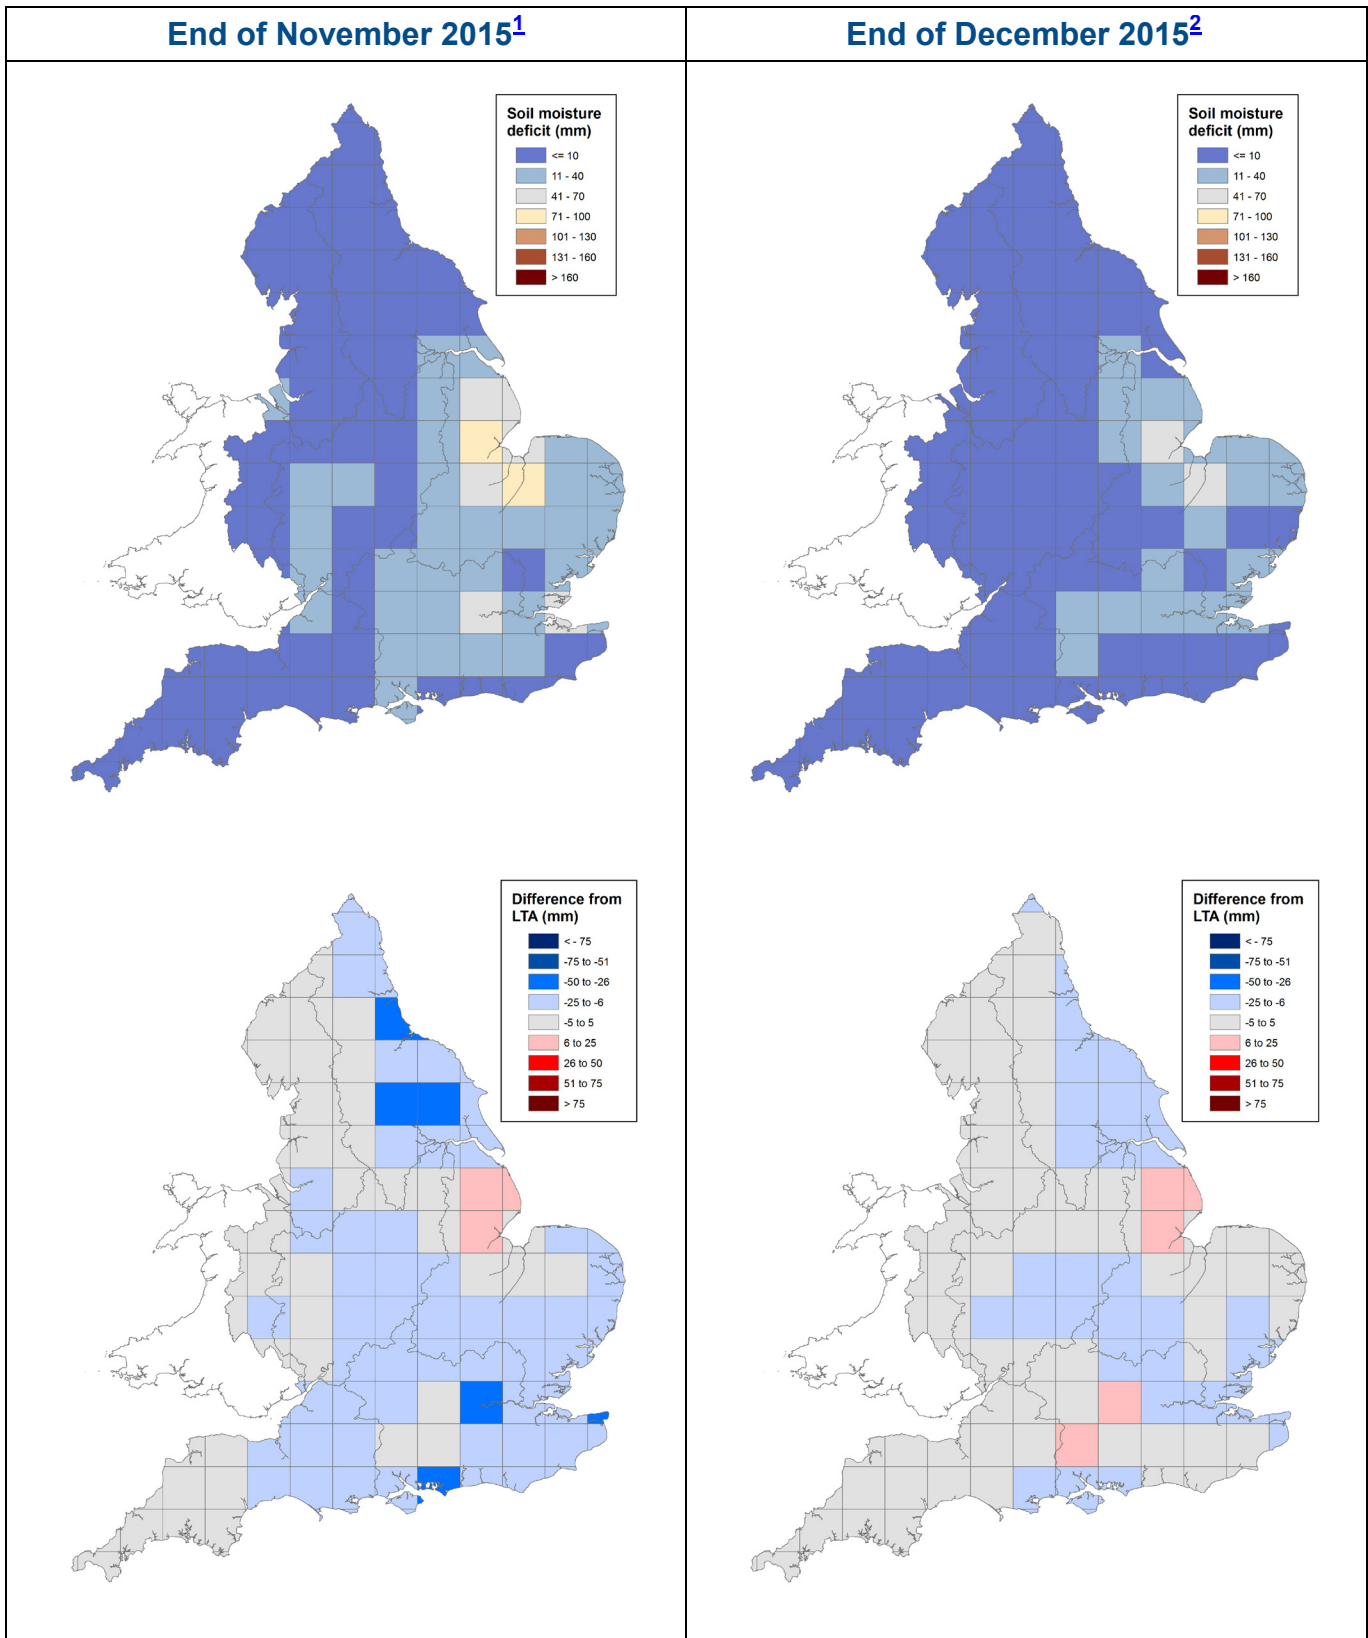 End of November 2015¹
End of December 2015²
Soil moisture
deficit (mm)
<= 10
11 - 40
41 - 70
71 - 100
101 - 130
131 - 160
> 160
Soil moisture
deficit (mm)
<= 10
11 - 40
41 - 70
71 - 100
101 - 130
131 - 160
> 160
Difference from
LTA (mm)
< - 75
-75 to -51
-50 to -26
-25 to -6
-5 to 5
6 to 25
26 to 50
51 to 75
> 75
Difference from
LTA (mm)
< - 75
-75 to -51
-50 to -26
-25 to -6
-5 to 5
6 to 25
26 to 50
51 to 75
> 75